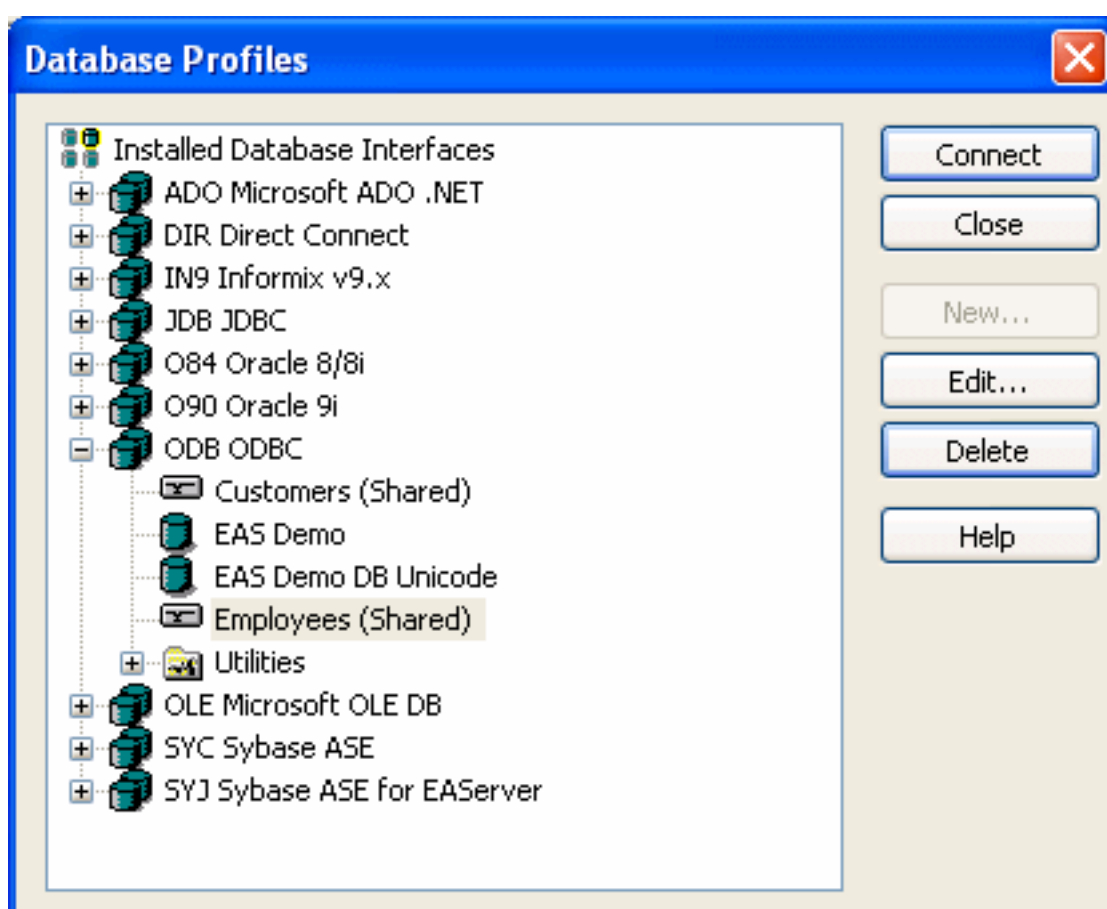 Database Profiles
Installed Database Interfaces
ADO Microsoft ADO .NET
DIR Direct Connect
IN9 Informix v9.x
JDB JDBC
O84 Oracle 8/8i
O90 Oracle 9i
ODB ODBC
Customers (Shared)
EAS Demo
EAS Demo DB Unicode
Employees (Shared)
Utilities
OLE Microsoft OLE DB
SYC Sybase ASE
SYJ Sybase ASE for EAServer
Connect
Close
New...
Edit...
Delete
Help